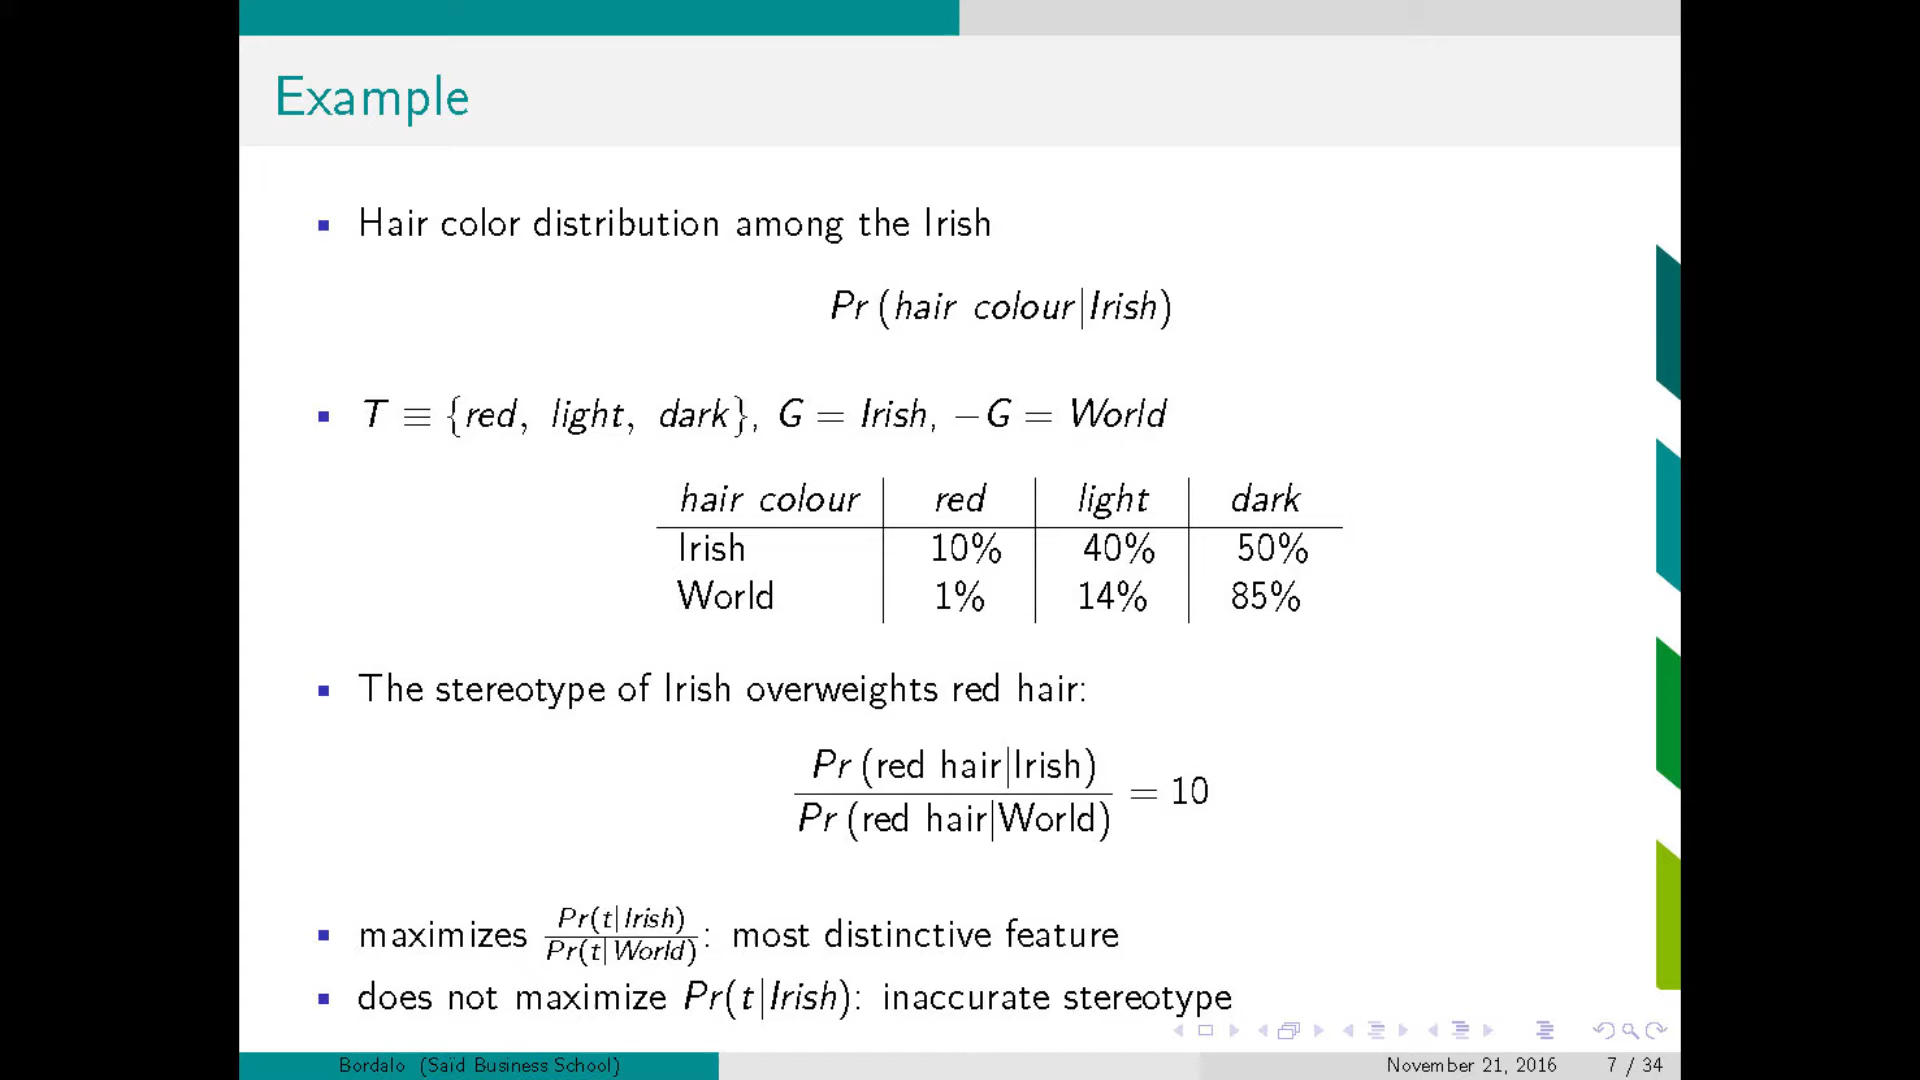 Example
Hair color distribution among the Irish
Pr (hair colour|Irish)
T ≡ {red, light, dark}, G = Irish, −G = World
hair colour red light dark
Irish 10% 40% 50%
World 1% 14% 85%
The stereotype of Irish overweights red hair:
Pr (red hair|Irish)
Pr (red hair|World) = 10
maximizes Pr(t|Irish)/Pr(t|World): most distinctive feature
does not maximize Pr(t|Irish): inaccurate stereotype
Bordalo (Saïd Business School) November 21, 2016 7 / 34